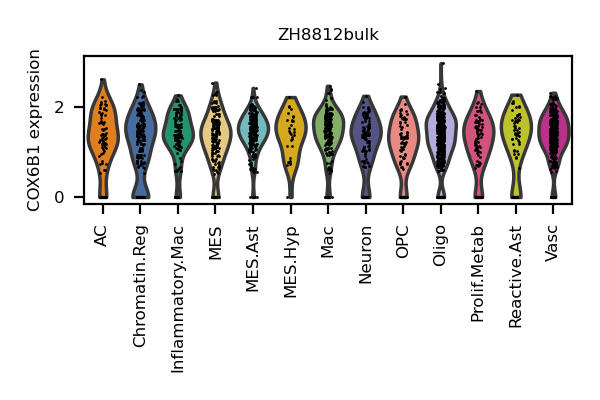 ZH8812bulk
COX6B1 expression
2
0
AC
Chromatin.Reg
Inflammatory.Mac
MES
MES.Ast
MES.Hyp
Mac
Neuron
OPC
Oligo
Prolif.Metab
Reactive.Ast
Vasc